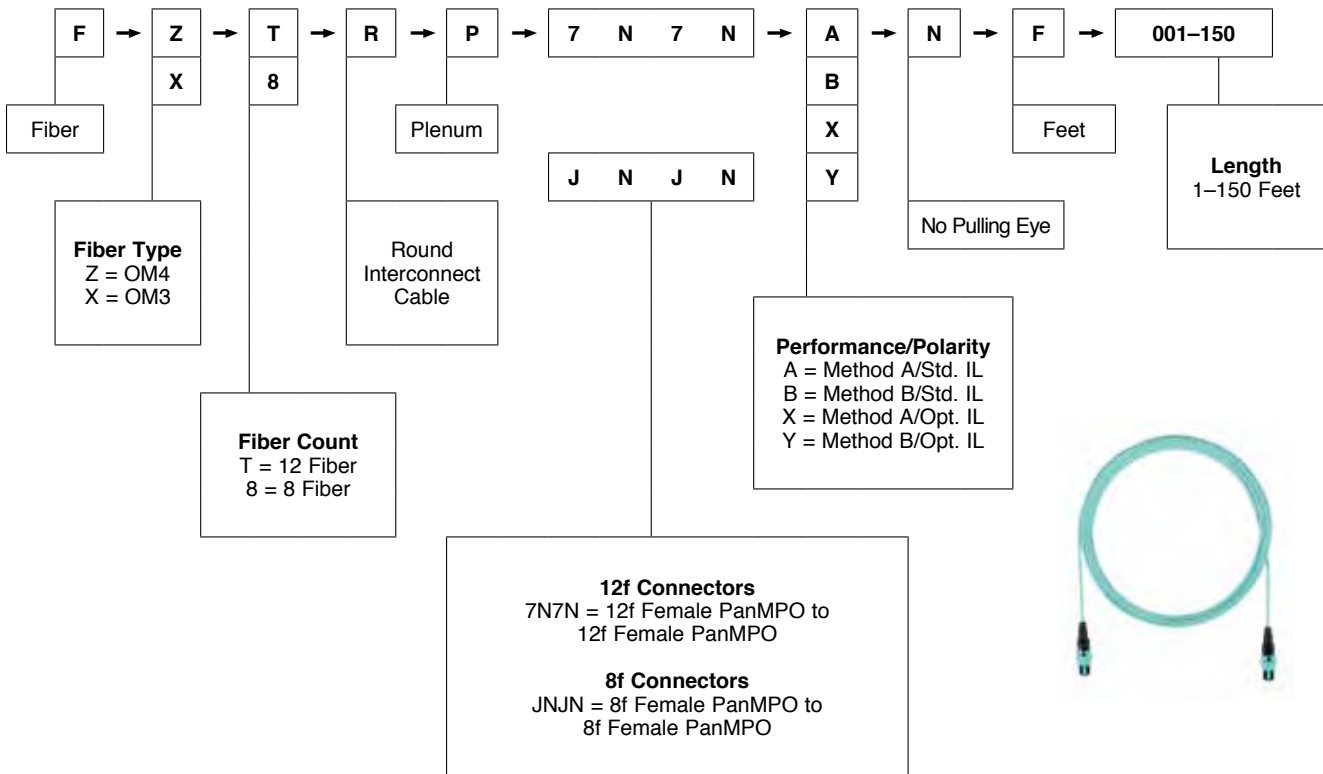 F → Z → T → R → P → 7 N 7 N → A → N → F → 001–150
X 8 B
Fiber Plenum X Feet
J N J N Y
Length
1–150 Feet
No Pulling Eye
Fiber Type
Z = OM4
X = OM3
Round
Interconnect
Cable
Performance/Polarity
A = Method A/Std. IL
B = Method B/Std. IL
X = Method A/Opt. IL
Y = Method B/Opt. IL
Fiber Count
T = 12 Fiber
8 = 8 Fiber
12f Connectors
7N7N = 12f Female PanMPO to
12f Female PanMPO
8f Connectors
JNJN = 8f Female PanMPO to
8f Female PanMPO